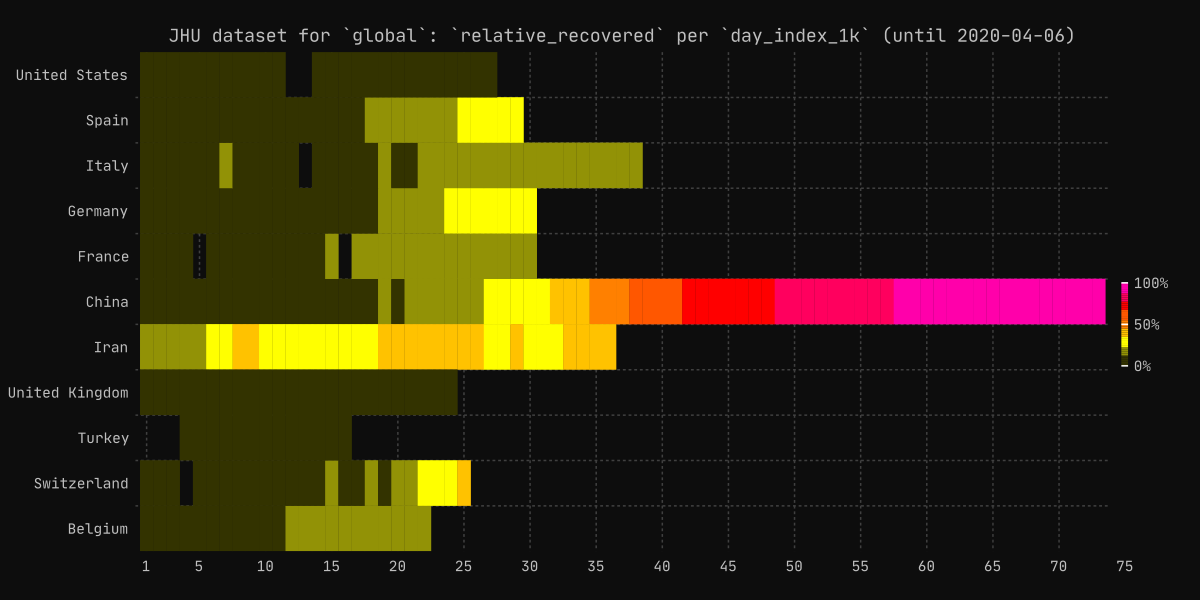 JHU dataset for `global`: `relative_recovered` per `day_index_1k` (until 2020-04-06)
United States
Spain
Italy
Germany
France
China
Iran
United Kingdom
Turkey
Switzerland
Belgium
100%
50%
0%
1 5 10 15 20 25 30 35 40 45 50 55 60 65 70 75